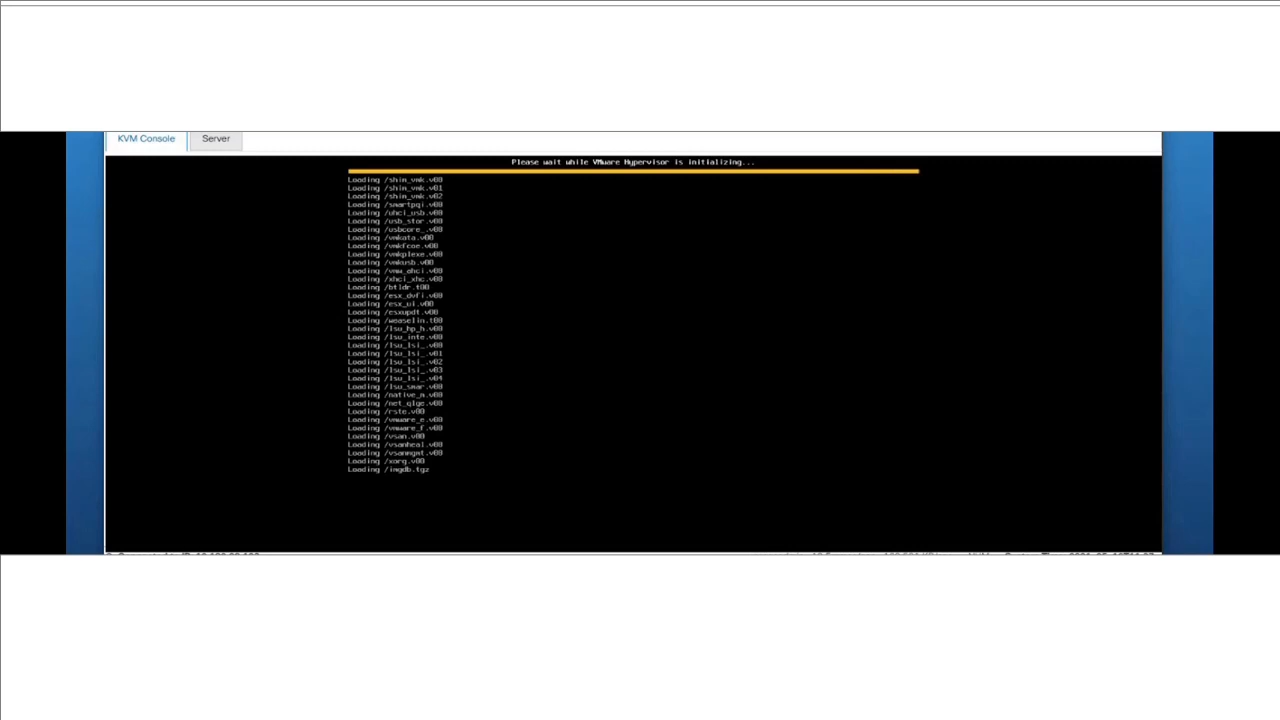 KVM Console Server
Please wait while VMware Hypervisor is initializing...
Loading /shim_vmk.v00
Loading /shim_vmk.v01
Loading /shim_vmk.v02
Loading /smartpqi.v00
Loading /uhci_usb.v00
Loading /usb_stor.v00
Loading /usbcore_.v00
Loading /vmkata.v00
Loading /vmkfcoe.v00
Loading /vmkplexe.v00
Loading /vmkusb.v00
Loading /vmw_ahci.v00
Loading /xhci_xhc.v00
Loading /btldr.t00
Loading /esx_dvfi.v00
Loading /esx_ui.v00
Loading /esxupdt.v00
Loading /weaselin.t00
Loading /lsu_hp_h.v00
Loading /lsu_inte.v00
Loading /lsu_lsi_.v00
Loading /lsu_lsi_.v01
Loading /lsu_lsi_.v02
Loading /lsu_lsi_.v03
Loading /lsu_lsi_.v04
Loading /lsu_smar.v00
Loading /native_m.v00
Loading /net_qlge.v00
Loading /rste.v00
Loading /vmware_e.v00
Loading /vmware_f.v00
Loading /vsan.v00
Loading /vsanheal.v00
Loading /vsanmgmt.v00
Loading /xorg.v00
Loading /imgdb.tgz